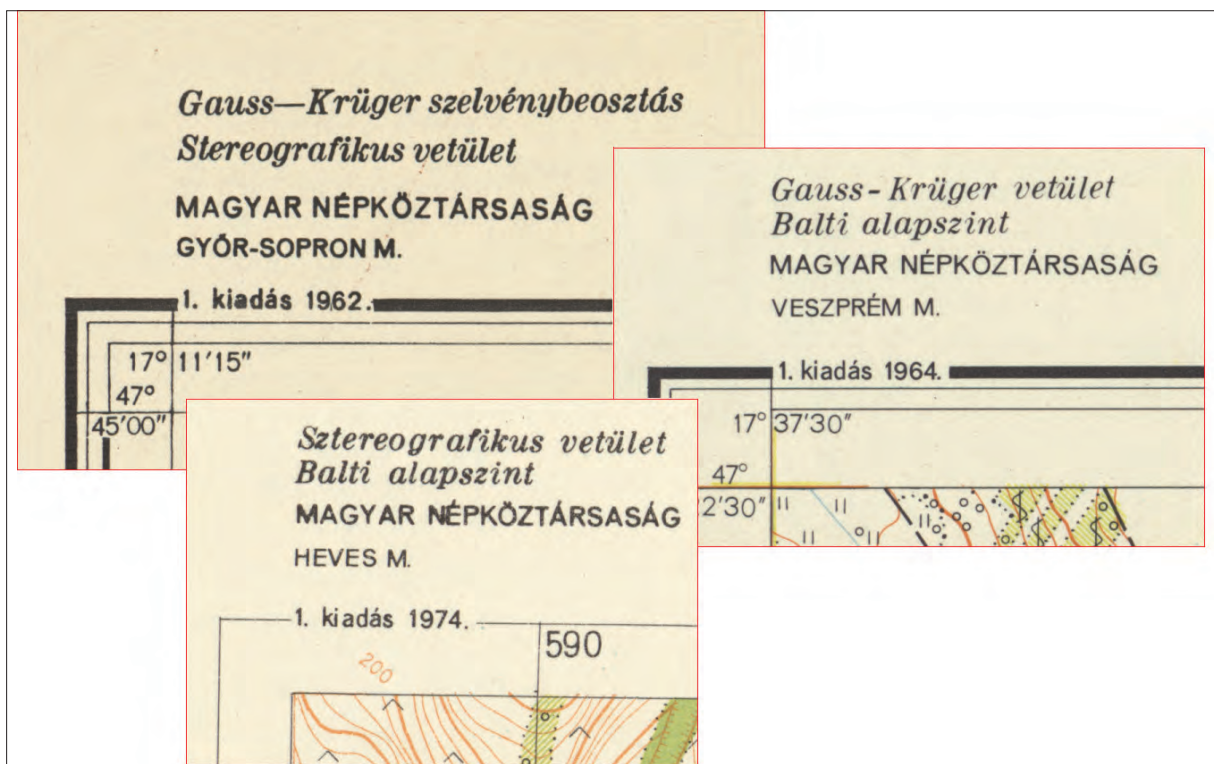 Gauss—Krüger szelvénybeosztás
Stereografikus vetület
MAGYAR NÉPKÖZTÁRSASÁG
GYŐR-SOPRON M.
1. kiadás 1962.
17° 11'15"
47°
45'00"
Gauss-Krüger vetület
Balti alapszint
MAGYAR NÉPKÖZTÁRSASÁG
VESZPRÉM M.
1. kiadás 1964.
17° 37'30"
47°
2'30"
Sztereografikus vetület
Balti alapszint
MAGYAR NÉPKÖZTÁRSASÁG
HEVES M.
1. kiadás 1974.
590
200